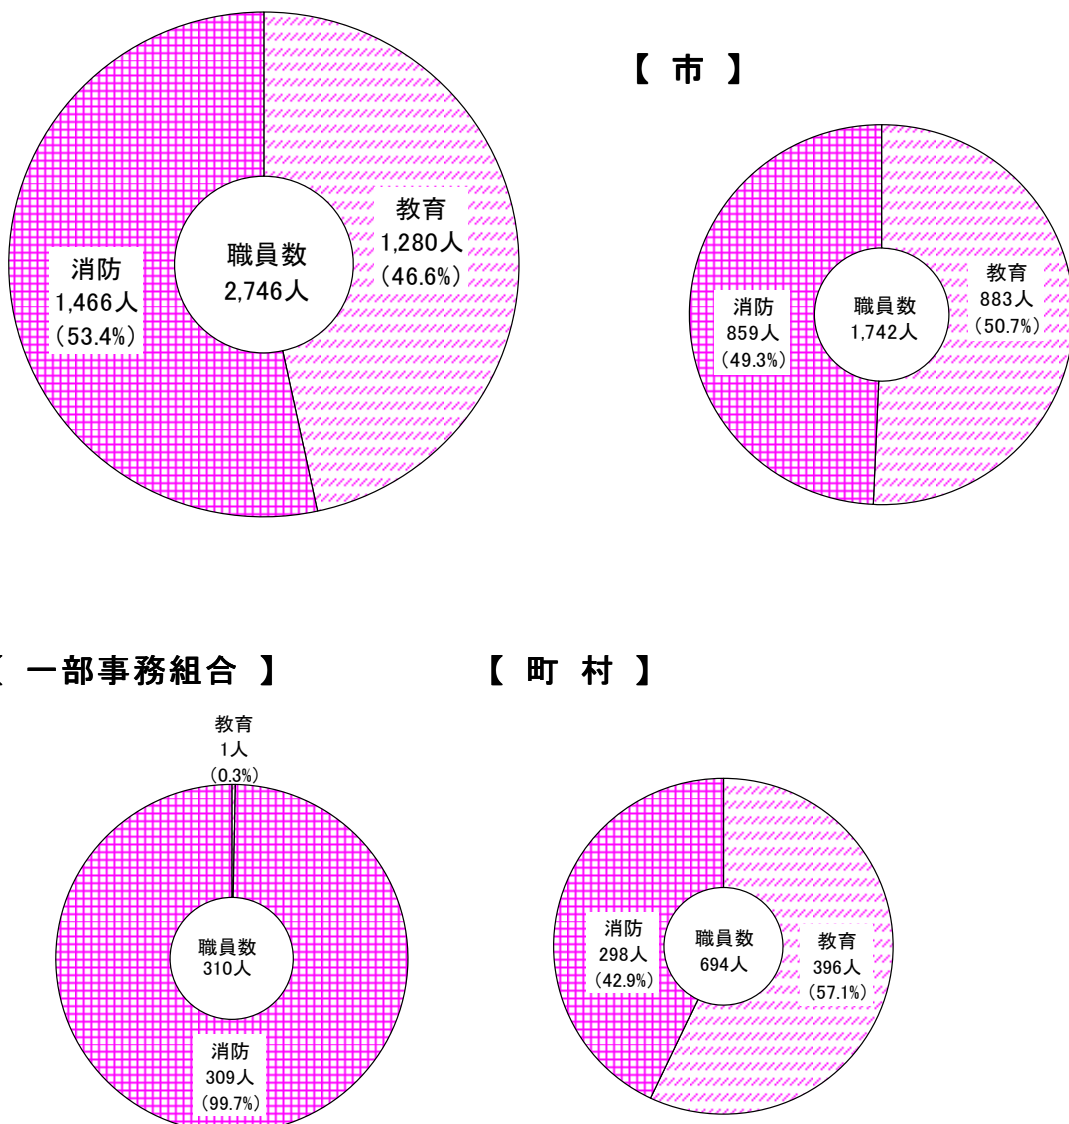 教育
1,280人
(46.6%)
職員数
2,746人
消防
1,466人
(53.4%)
【 市 】
教育
883人
(50.7%)
職員数
1,742人
消防
859人
(49.3%)
【 一部事務組合 】
教育
1人
(0.3%)
職員数
310人
消防
309人
(99.7%)
【 町 村 】
消防
298人
(42.9%)
職員数
694人
教育
396人
(57.1%)